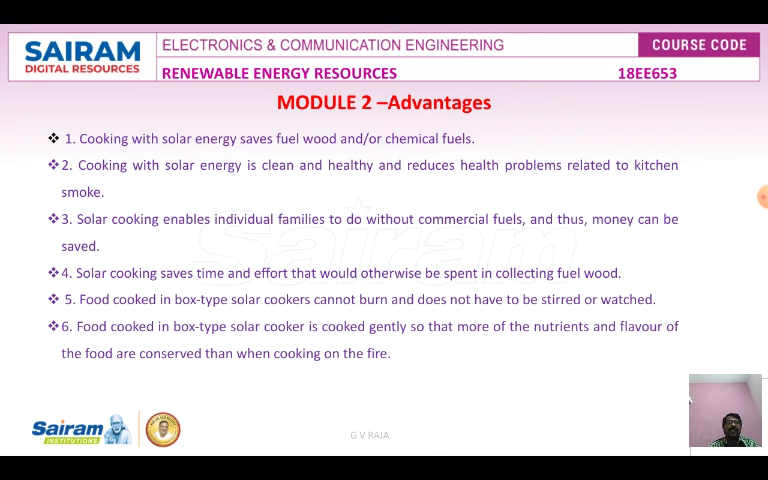 SAIRAM
DIGITAL RESOURCES
ELECTRONICS & COMMUNICATION ENGINEERING
COURSE CODE
RENEWABLE ENERGY RESOURCES
18EE653
MODULE 2 –Advantages
❖ 1. Cooking with solar energy saves fuel wood and/or chemical fuels.
❖ 2. Cooking with solar energy is clean and healthy and reduces health problems related to kitchen
smoke.
❖ 3. Solar cooking enables individual families to do without commercial fuels, and thus, money can be
saved.
❖ 4. Solar cooking saves time and effort that would otherwise be spent in collecting fuel wood.
❖ 5. Food cooked in box-type solar cookers cannot burn and does not have to be stirred or watched.
❖ 6. Food cooked in box-type solar cooker is cooked gently so that more of the nutrients and flavour of
the food are conserved than when cooking on the fire.
Sairam
Sairam
INSTITUTIONS
G V RAJA